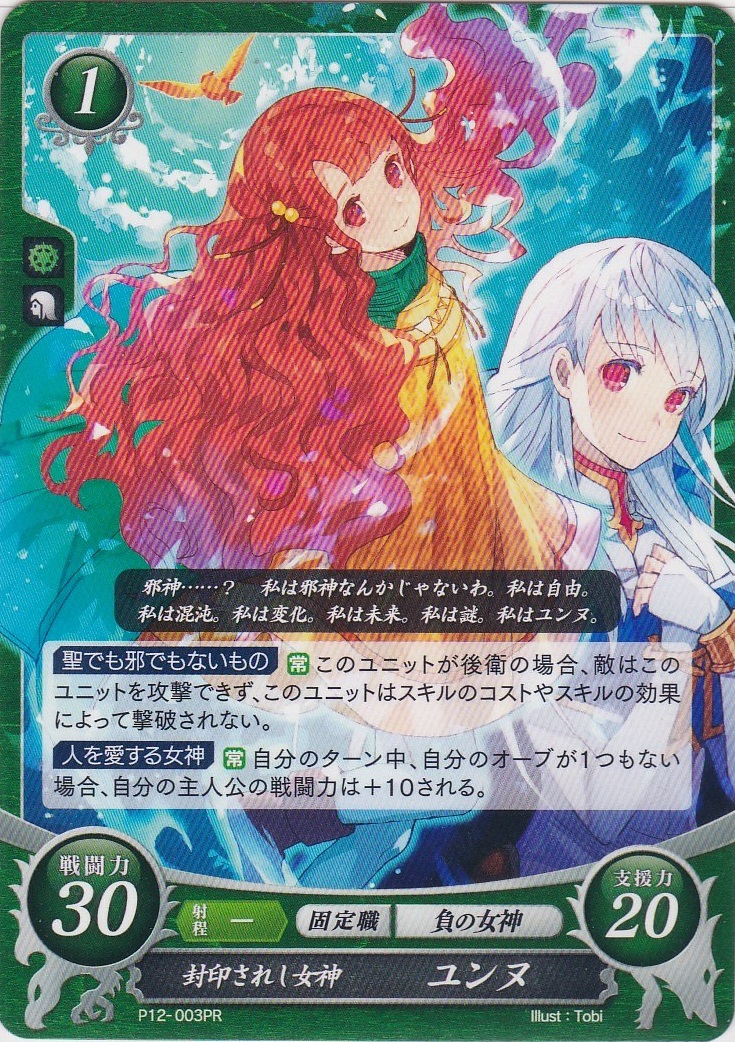 1
邪神……？　私は邪神なんかじゃないわ。私は自由。
私は混沌。私は変化。私は未来。私は謎。私はユンヌ。
聖でも邪でもないもの 常 このユニットが後衛の場合、敵はこの
ユニットを攻撃できず、このユニットはスキルのコストやスキルの効果
によって撃破されない。
人を愛する女神 常 自分のターン中、自分のオーブが1つもない
場合、自分の主人公の戦闘力は＋10される。
戦闘力 30
射程 － 固定職 負の女神
支援力 20
封印されし女神 ユンヌ
P12-003PR Illust : Tobi